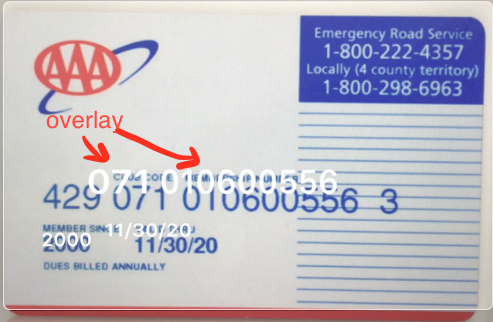 Emergency Road Service
1-800-222-4357
Locally (4 county territory)
1-800-298-6963
AAA
overlay
CLUB CODE
071 010600556
429 071 010600556 3
MEMBER SINCE
11/30/20
2000
2000 11/30/20
DUES BILLED ANNUALLY